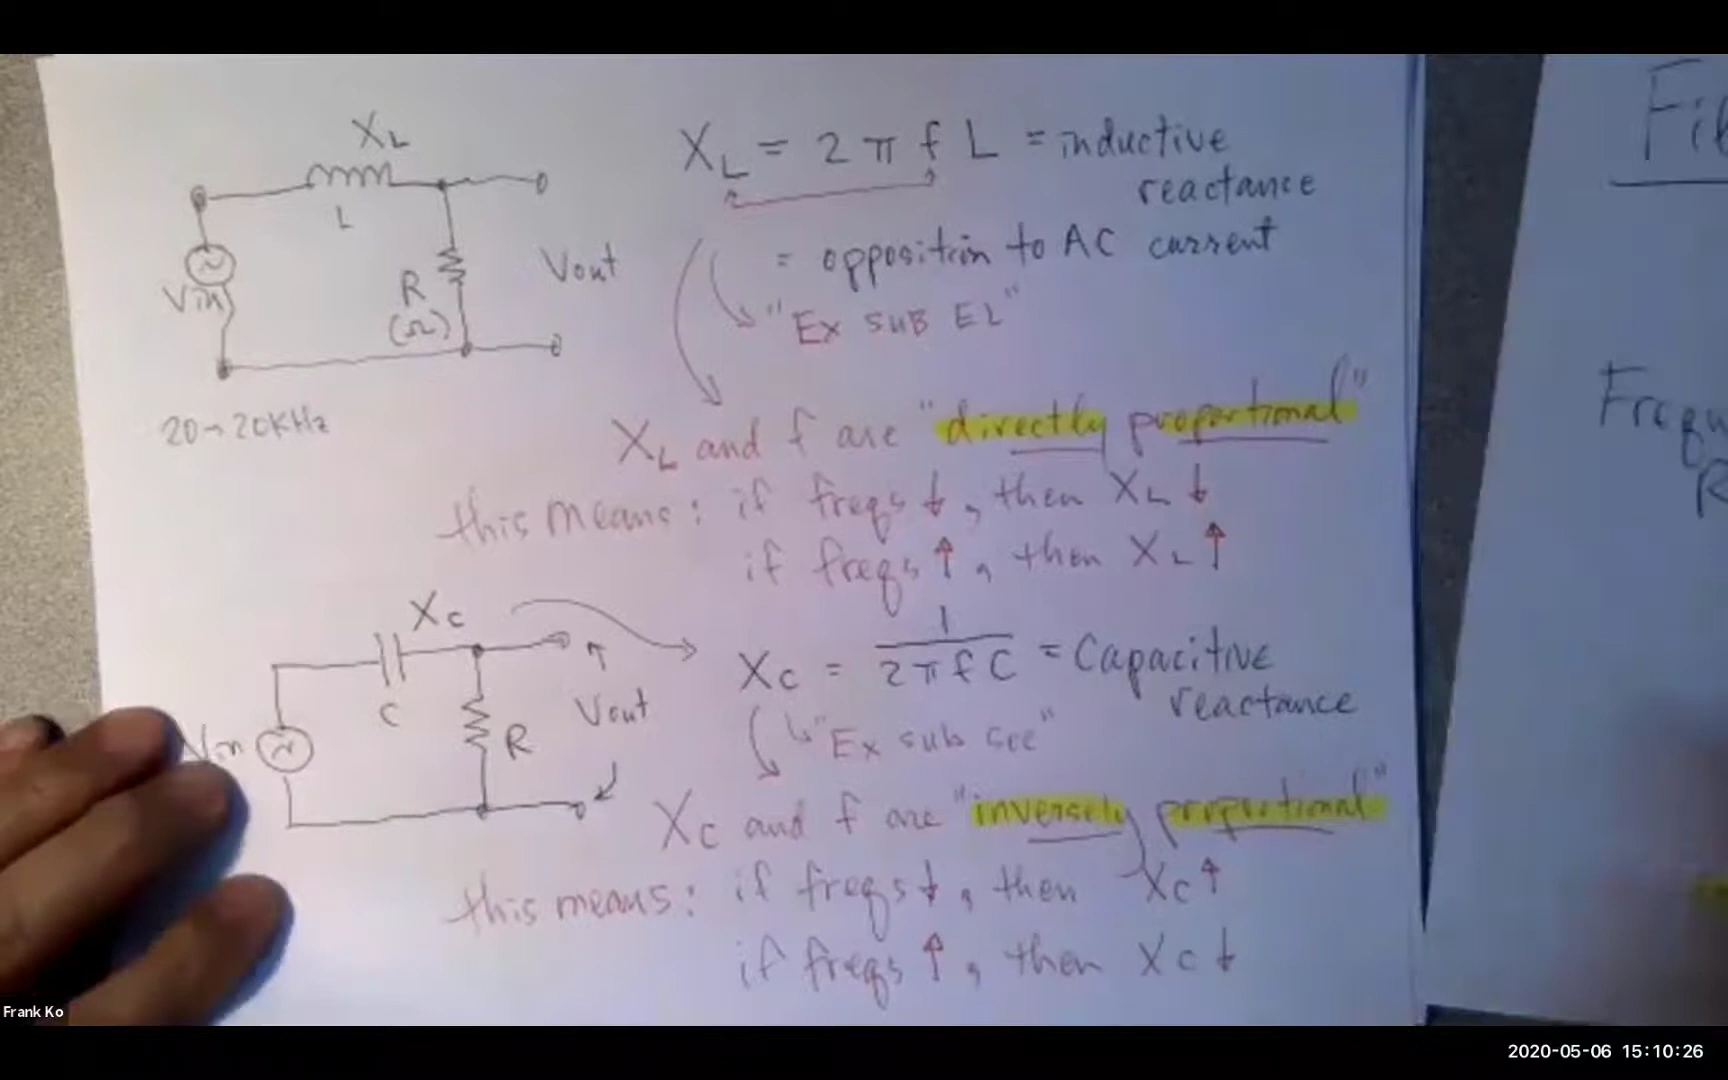 XL
L
Vin
R
(Ω)
Vout
20→20KHz
XL = 2πfL = inductive
reactance
= opposition to AC current
"Ex SUB EL"
XL and f are "directly proportional"
this means: if freqs ↓, then XL ↓
if freqs ↑, then XL ↑
Xc
C
Vin
R
Vout
Xc = 1/2πfC = Capacitive
reactance
"Ex sub see"
Xc and f are "inversely proportional"
this means: if freqs ↓, then Xc ↑
if freqs ↑, then Xc ↓
Frank Ko
2020-05-06 15:10:26